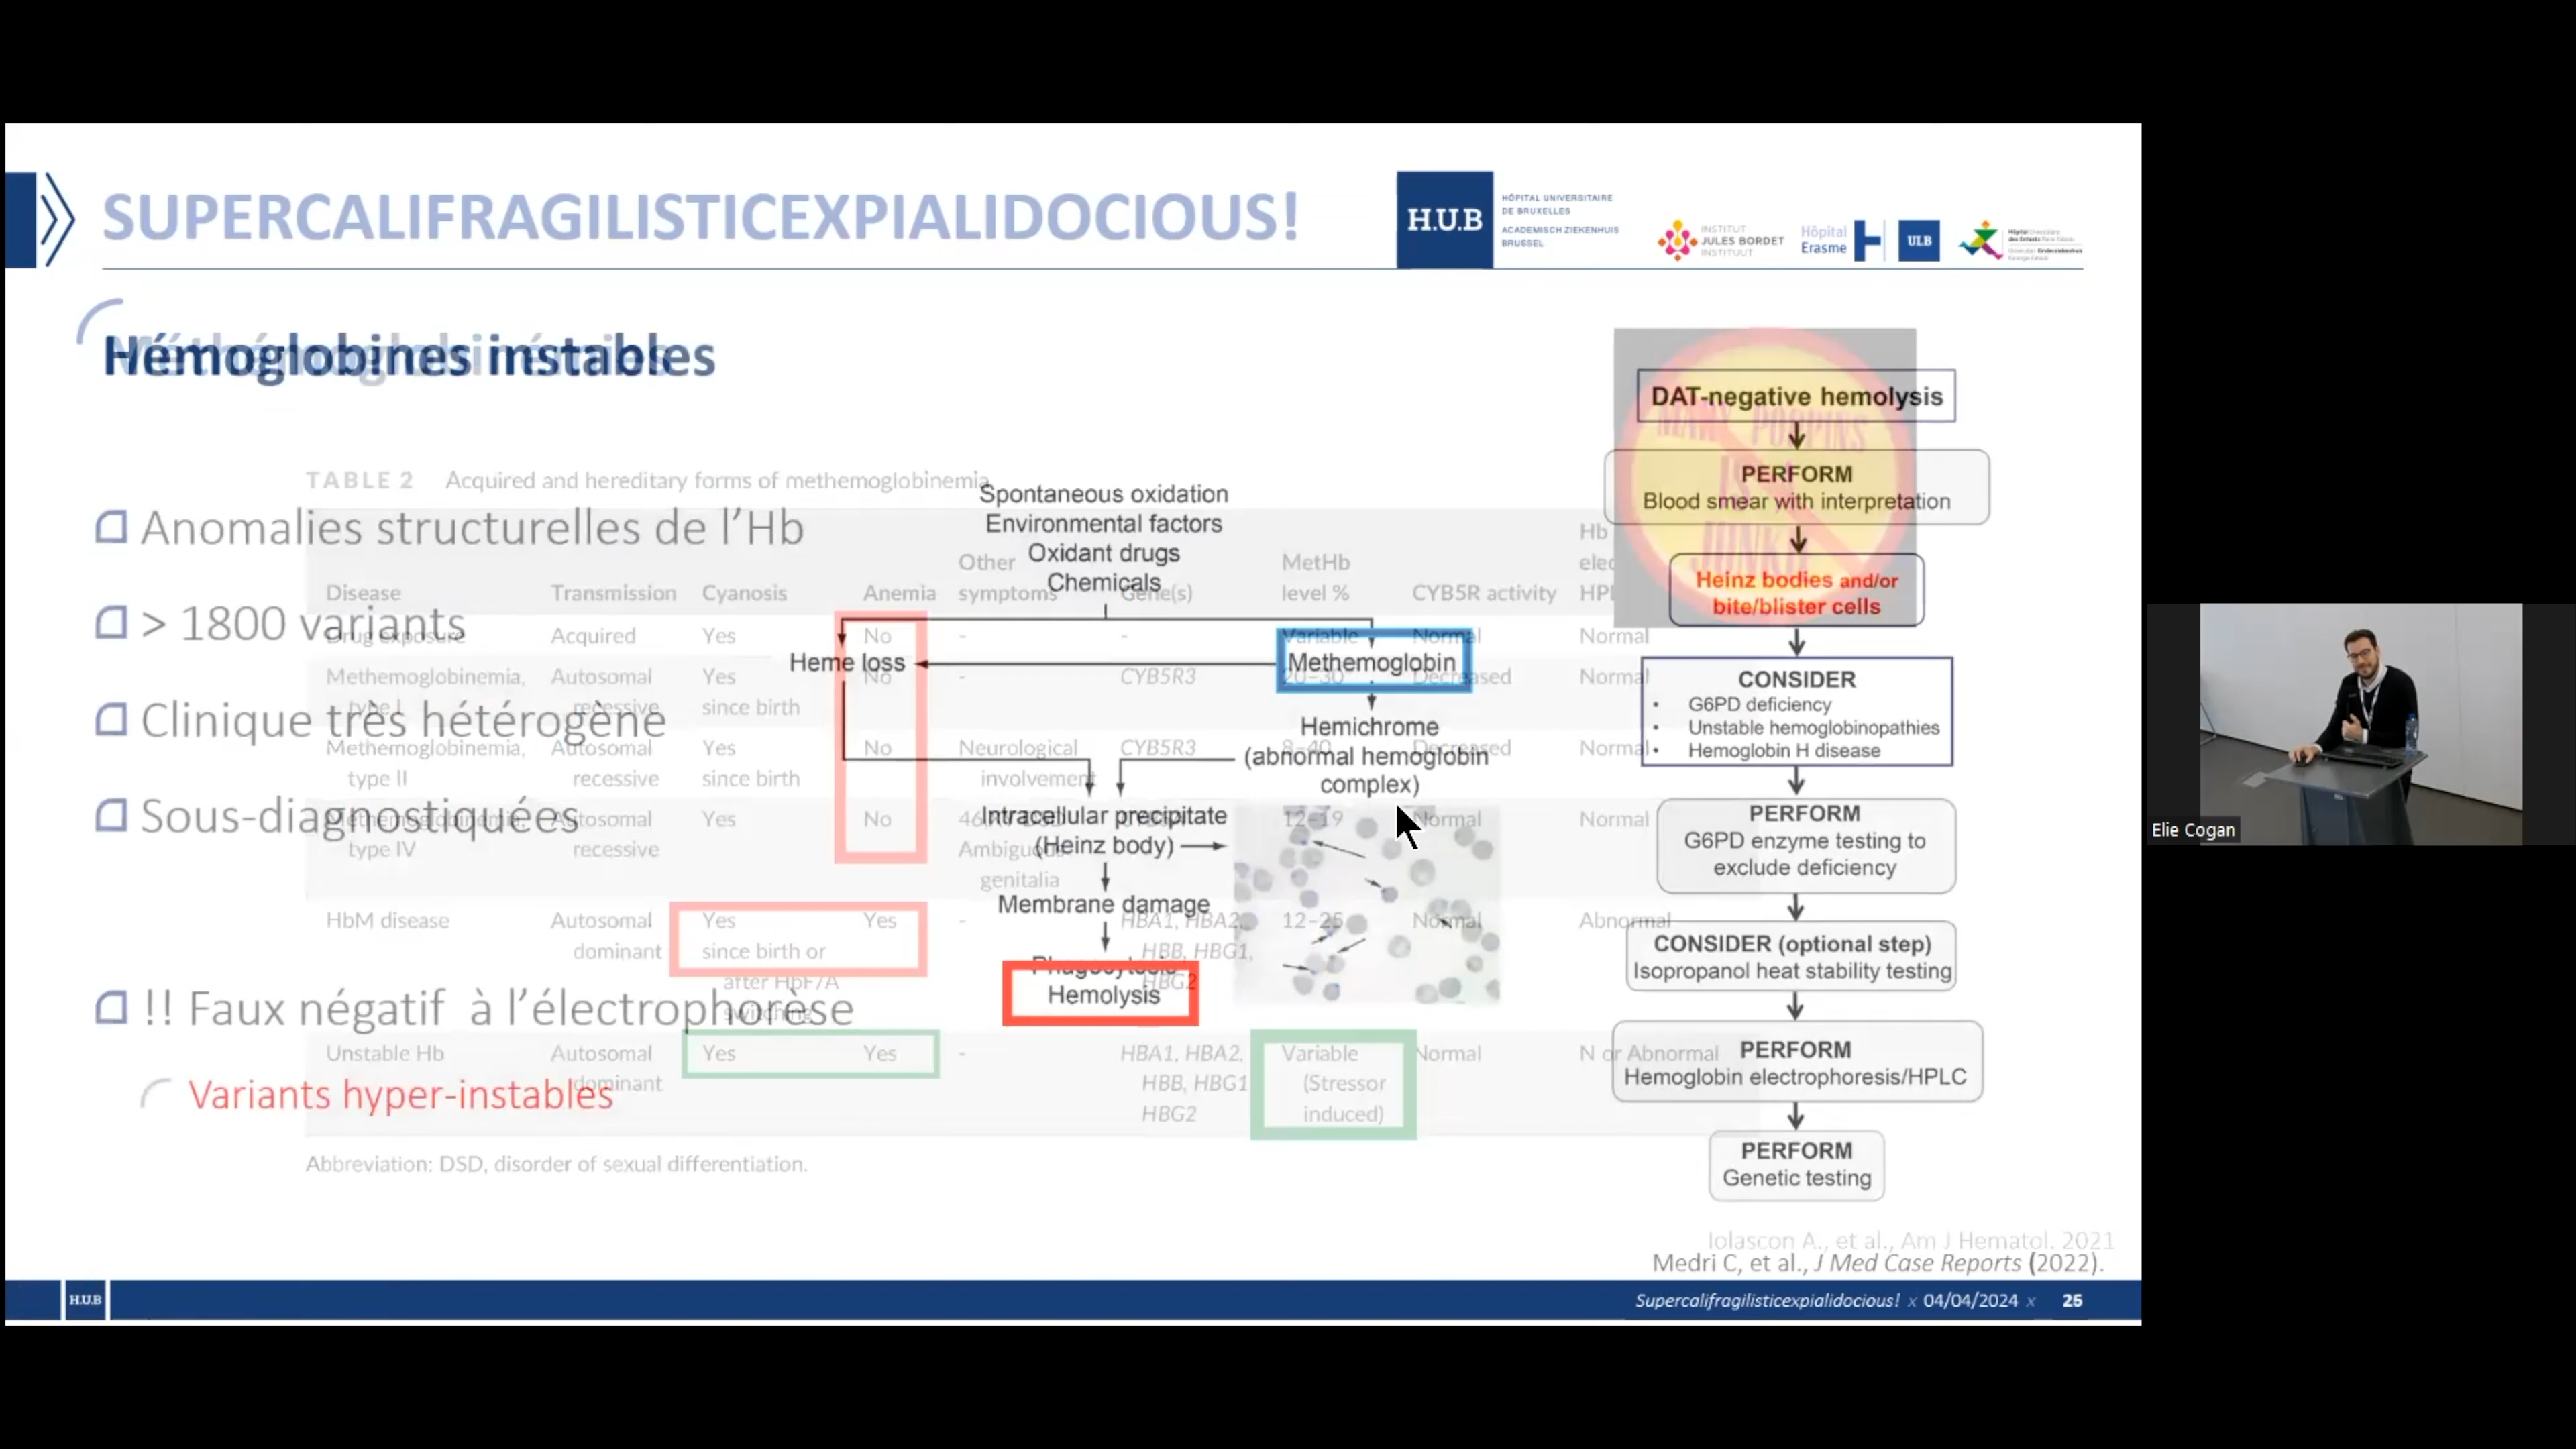 SUPERCALIFRAGILISTICEXPIALIDOCIOUS!
H.U.B
HÔPITAL UNIVERSITAIRE
DE BRUXELLES
ACADEMISCH ZIEKENHUIS
BRUSSEL
INSTITUT
JULES BORDET
INSTITUUT
Hôpital
Erasme
ULB
Hémoglobines instables
Anomalies structurelles de l’Hb
> 1800 variants
Clinique très hétérogène
Sous-diagnostiquées
!! Faux négatif à l’électrophorèse
Variants hyper-instables
TABLE 2 Acquired and hereditary forms of methemoglobinemia
Disease Transmission Cyanosis Anemia Other symptoms Gene(s) MetHb level % CYB5R activity
Drug exposure Acquired Yes No - - Variable Normal Normal
Methemoglobinemia, type I Autosomal recessive Yes since birth No - CYB5R3 20–30 Decreased Normal
Methemoglobinemia, type II Autosomal recessive Yes since birth No Neurological involvement CYB5R3 8–40 Decreased Normal
Methemoglobinemia, type IV Autosomal recessive Yes No Ambiguous genitalia 12–19 Normal Normal
HbM disease Autosomal dominant Yes since birth or after HbF/A switching Yes - HBA1, HBA2, HBB, HBG1, HBG2 12–25 Normal Abnormal
Unstable Hb Autosomal dominant Yes Yes - HBA1, HBA2, HBB, HBG1 HBG2 Variable (Stressor induced) Normal N or Abnormal
Abbreviation: DSD, disorder of sexual differentiation.
Spontaneous oxidation
Environmental factors
Oxidant drugs
Chemicals
Heme loss
Methemoglobin
Hemichrome
(abnormal hemoglobin
complex)
Intracellular precipitate
(Heinz body)
Membrane damage
Phagocytosis
Hemolysis
MARY POPPINS
IS A
JUNKY
DAT-negative hemolysis
PERFORM
Blood smear with interpretation
Heinz bodies and/or
bite/blister cells
CONSIDER
• G6PD deficiency
• Unstable hemoglobinopathies
• Hemoglobin H disease
PERFORM
G6PD enzyme testing to
exclude deficiency
CONSIDER (optional step)
Isopropanol heat stability testing
PERFORM
Hemoglobin electrophoresis/HPLC
PERFORM
Genetic testing
Iolascon A., et al., Am J Hematol. 2021
Medri C, et al., J Med Case Reports (2022).
H.U.B
Supercalifragilisticexpialidocious! x 04/04/2024 x 25
Elie Cogan